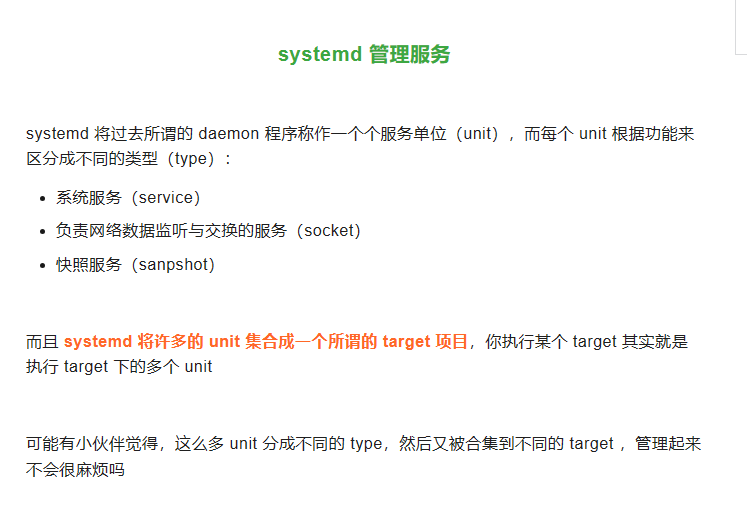 systemd 管理服务
systemd 将过去所谓的 daemon 程序称作一个个服务单位（unit），而每个 unit 根据功能来
区分成不同的类型（type）：
• 系统服务（service）
• 负责网络数据监听与交换的服务（socket）
• 快照服务（sanpshot）
而且 systemd 将许多的 unit 集合成一个所谓的 target 项目，你执行某个 target 其实就是
执行 target 下的多个 unit
可能有小伙伴觉得，这么多 unit 分成不同的 type，然后又被合集到不同的 target ，管理起来
不会很麻烦吗